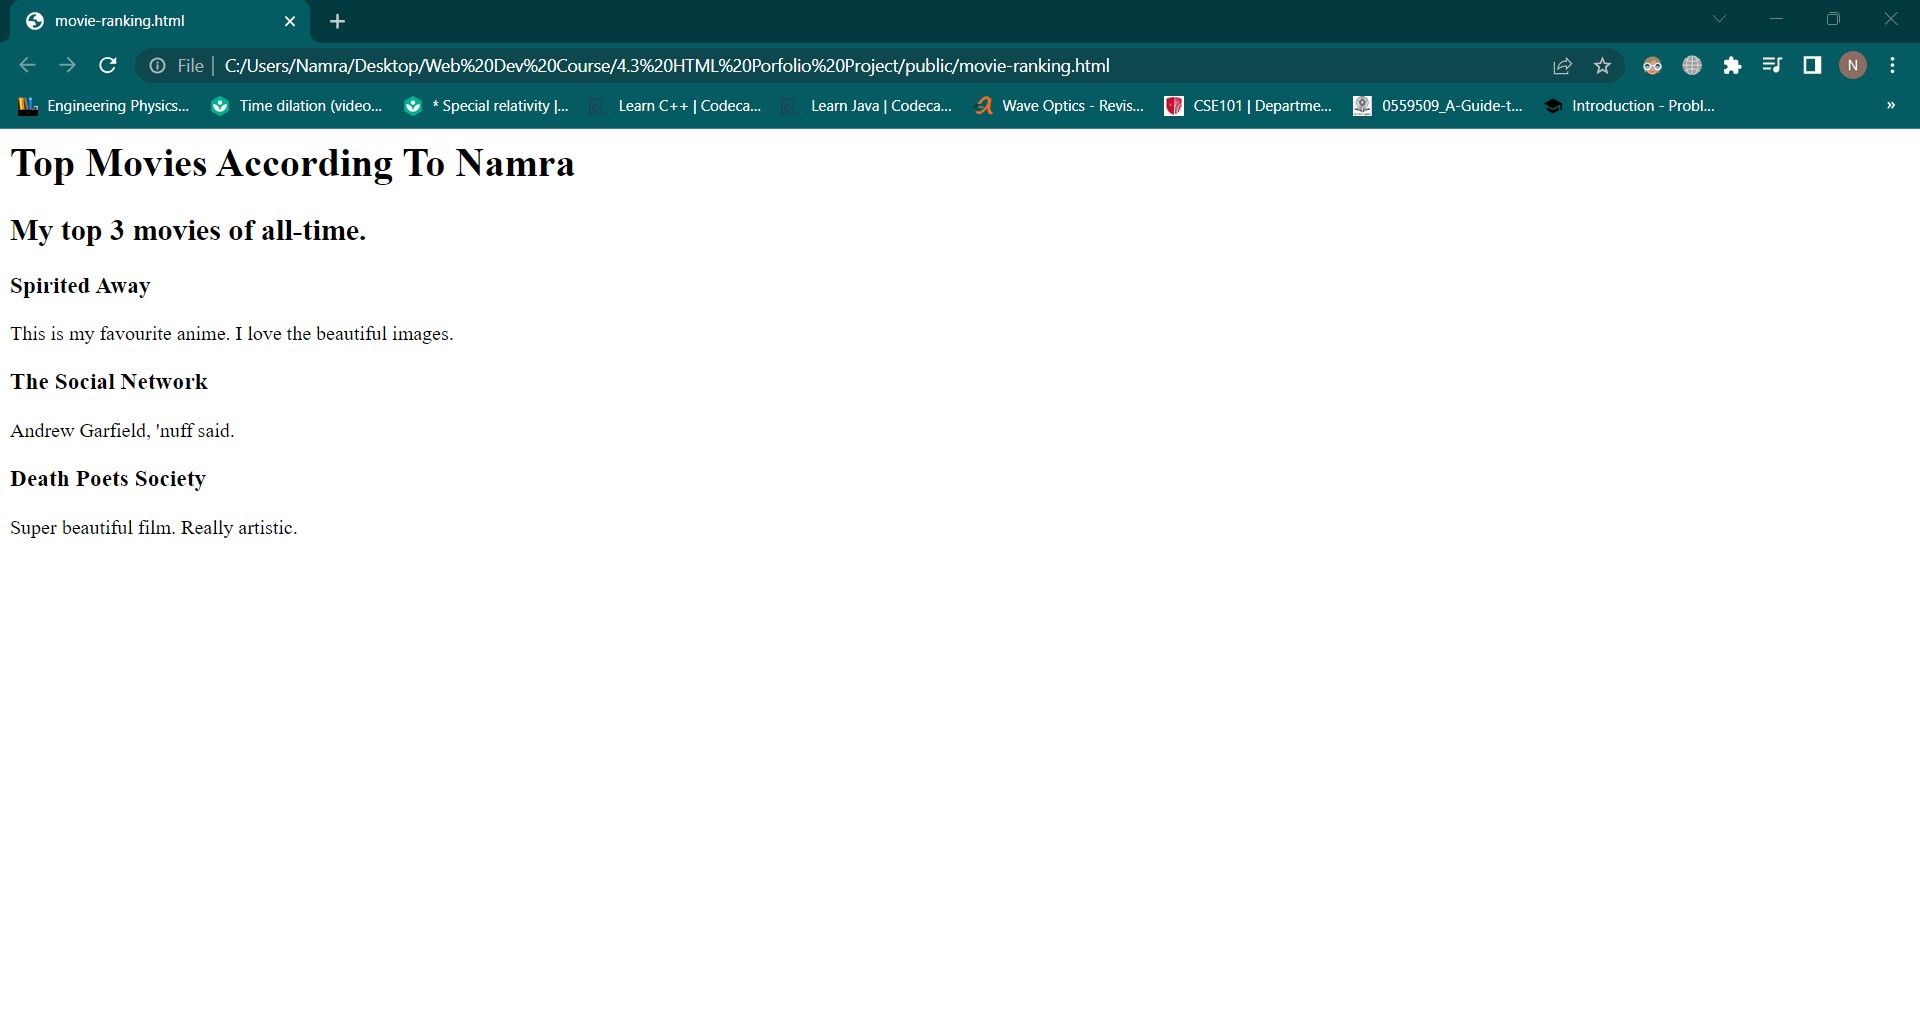 movie-ranking.html
File | C:/Users/Namra/Desktop/Web%20Dev%20Course/4.3%20HTML%20Porfolio%20Project/public/movie-ranking.html
N
Engineering Physics... Time dilation (video... * Special relativity |... Learn C++ | Codeca... Learn Java | Codeca... Wave Optics - Revis... CSE101 | Departme... 0559509_A-Guide-t... Introduction - Probl... »
Top Movies According To Namra
My top 3 movies of all-time.
Spirited Away
This is my favourite anime. I love the beautiful images.
The Social Network
Andrew Garfield, 'nuff said.
Death Poets Society
Super beautiful film. Really artistic.